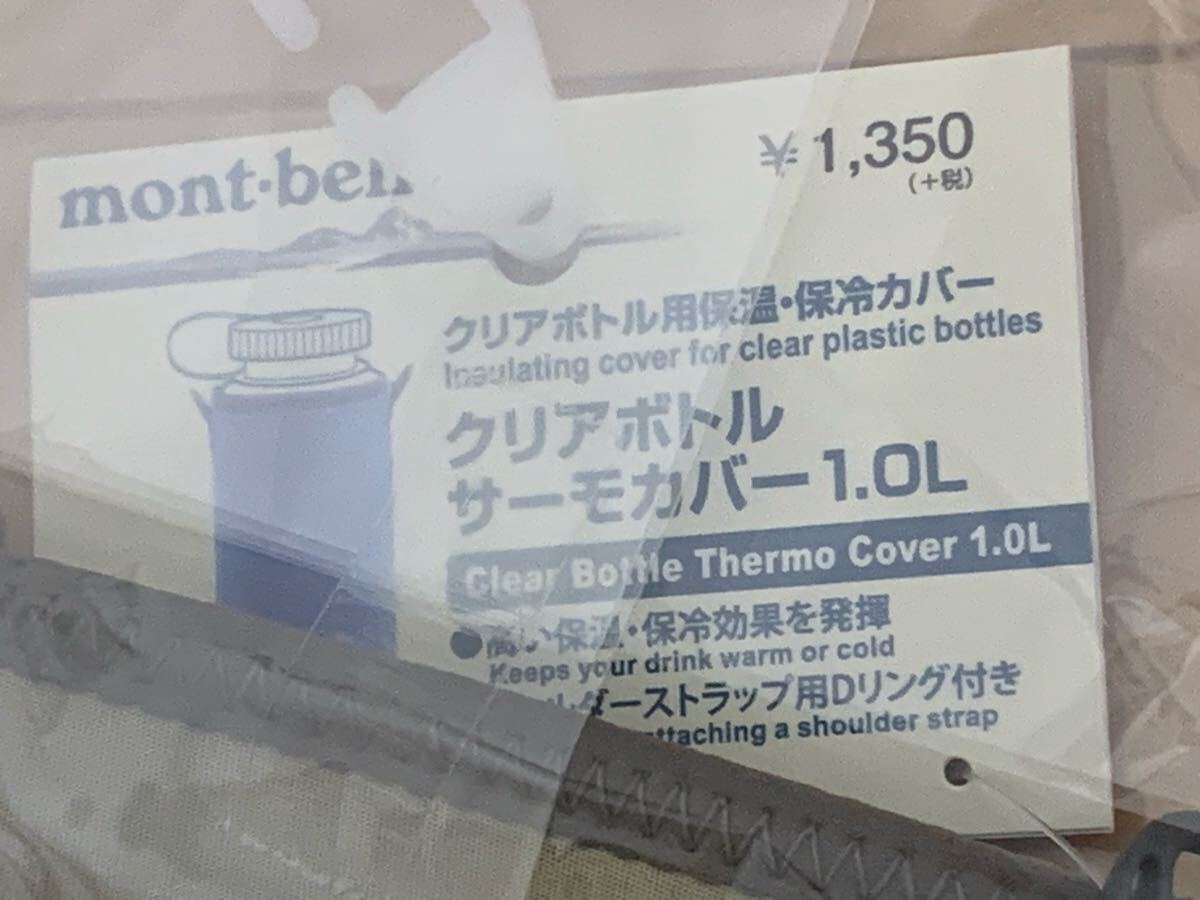 mont-bell
¥1,350
(+税)
クリアボトル用保温・保冷カバー
Insulating cover for clear plastic bottles
クリアボトル
サーモカバー1.0L
Clear Bottle Thermo Cover 1.0L
●高い保温・保冷効果を発揮
Keeps your drink warm or cold
ルダーストラップ用Dリング付き
attaching a shoulder strap